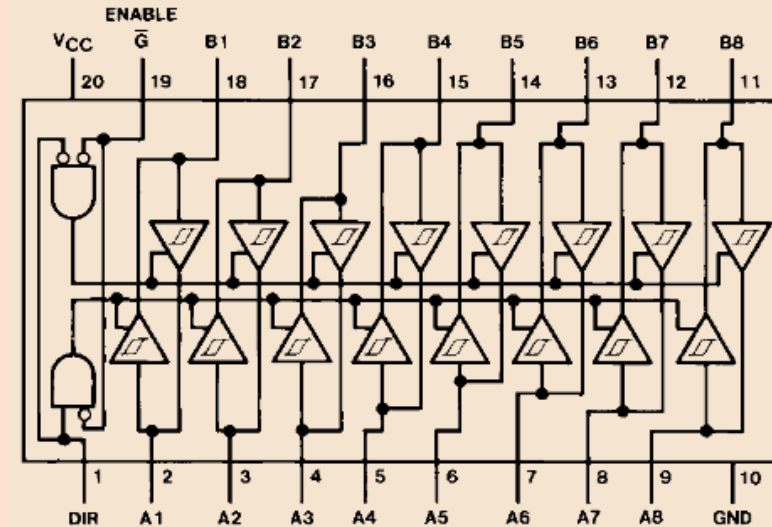 ENABLE
VCC G̅ B1 B2 B3 B4 B5 B6 B7 B8
20 19 18 17 16 15 14 13 12 11
1 2 3 4 5 6 7 8 9 10
DIR A1 A2 A3 A4 A5 A6 A7 A8 GND